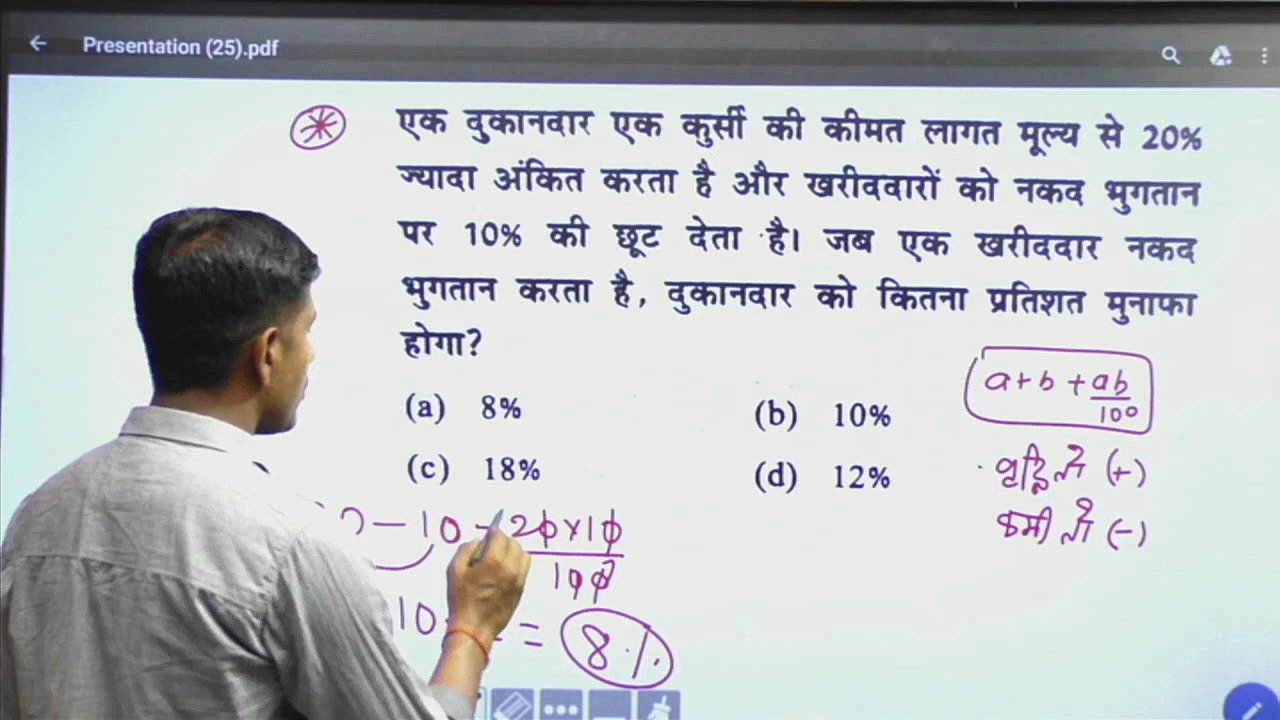 Presentation (25).pdf
एक दुकानदार एक कुर्सी की कीमत लागत मूल्य से 20%
ज्यादा अंकित करता है और खरीददारों को नकद भुगतान
पर 10% की छूट देता है। जब एक खरीददार नकद
भुगतान करता है, दुकानदार को कितना प्रतिशत मुनाफा
होगा?
a+b+ab/100
(a) 8% (b) 10%
(c) 18% (d) 12%
वृद्धि तो (+)
कमी तो (-)
- 10 - 20×10
100
10 = 8%